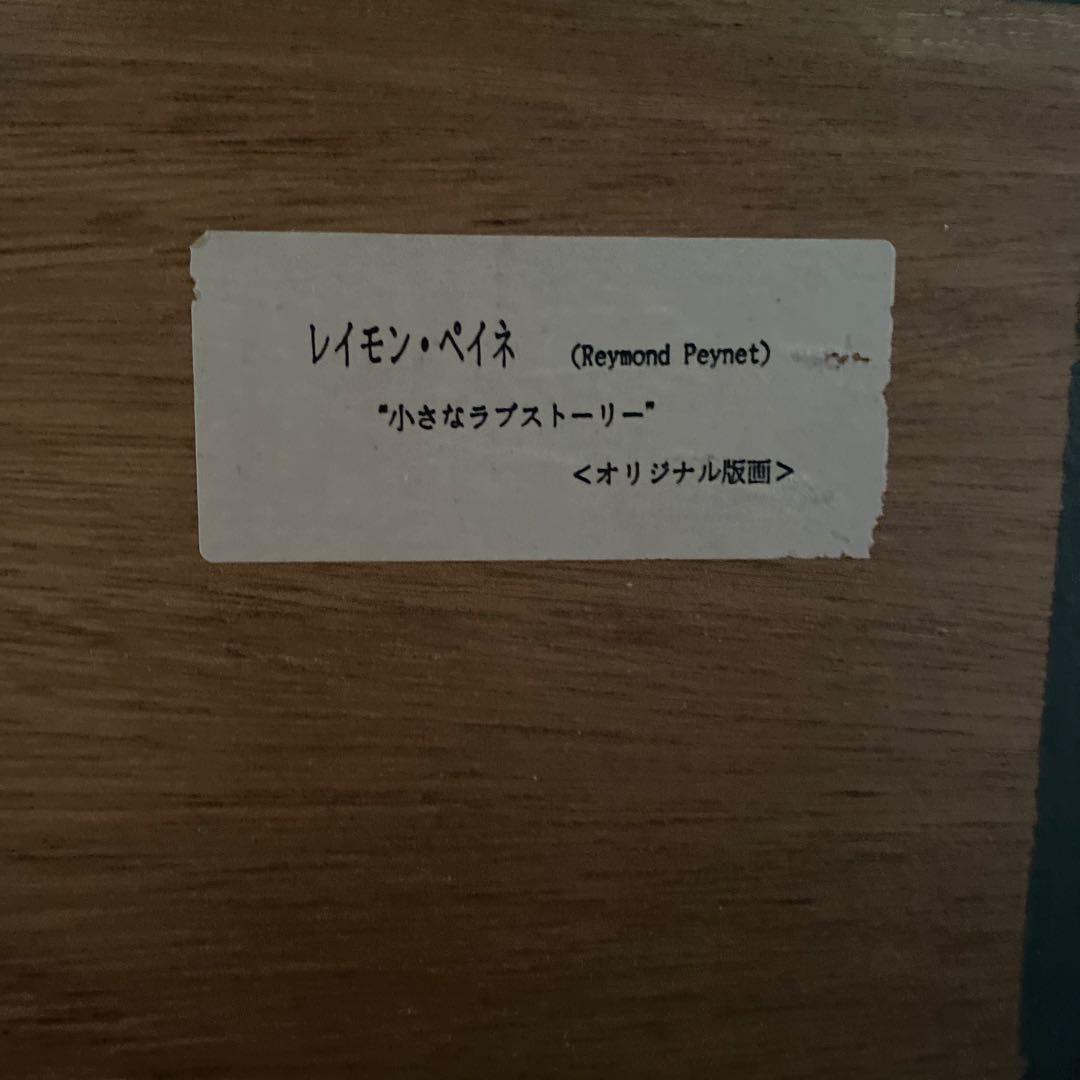 レイモン・ペイネ (Reymond Peynet)
"小さなラブストーリー"
<オリジナル版画>